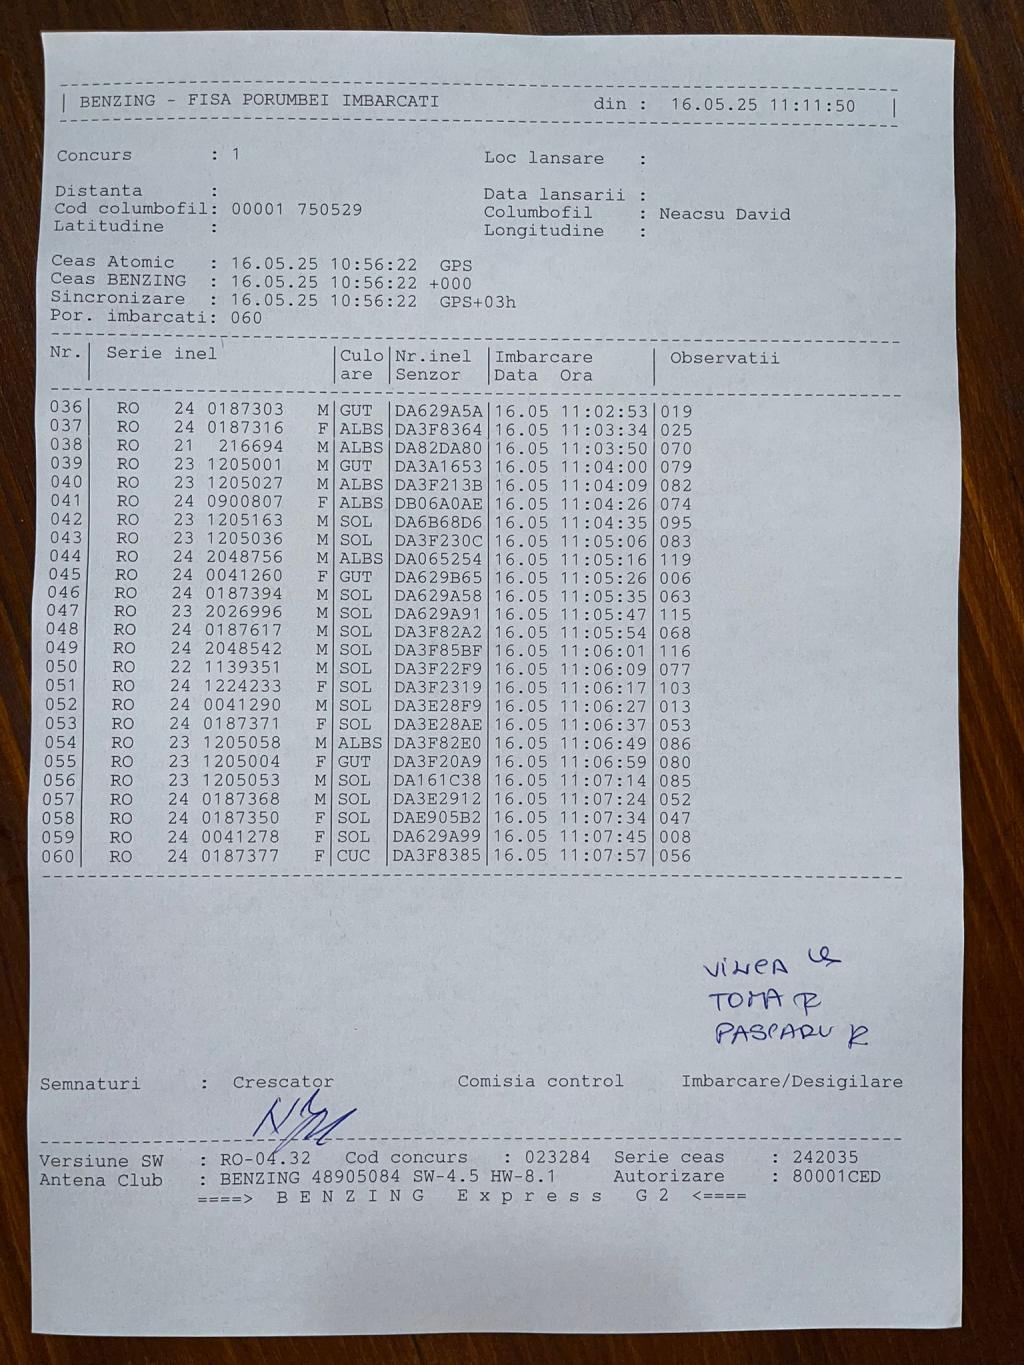 BENZING - FISA PORUMBEI IMBARCATI din : 16.05.25 11:11:50
Concurs : 1 Loc lansare :
Distanta : Data lansarii :
Cod columbofil: 00001 750529 Columbofil : Neacsu David
Latitudine : Longitudine :
Ceas Atomic : 16.05.25 10:56:22 GPS
Ceas BENZING : 16.05.25 10:56:22 +000
Sincronizare : 16.05.25 10:56:22 GPS+03h
Por. imbarcati: 060
Nr.| Serie inel |Culo|Nr.inel |Imbarcare | Observatii
are |Senzor |Data Ora |
036| RO 24 0187303 M|GUT |DA629A5A|16.05 11:02:53|019
037| RO 24 0187316 F|ALBS|DA3F8364|16.05 11:03:34|025
038| RO 21 216694 M|ALBS|DA82DA80|16.05 11:03:50|070
039| RO 23 1205001 M|GUT |DA3A1653|16.05 11:04:00|079
040| RO 23 1205027 M|ALBS|DA3F213B|16.05 11:04:09|082
041| RO 24 0900807 F|ALBS|DB06A0AE|16.05 11:04:26|074
042| RO 23 1205163 M|SOL |DA6B68D6|16.05 11:04:35|095
043| RO 23 1205036 M|SOL |DA3F230C|16.05 11:05:06|083
044| RO 24 2048756 M|ALBS|DA065254|16.05 11:05:16|119
045| RO 24 0041260 F|GUT |DA629B65|16.05 11:05:26|006
046| RO 24 0187394 M|SOL |DA629A58|16.05 11:05:35|063
047| RO 23 2026996 M|SOL |DA629A91|16.05 11:05:47|115
048| RO 24 0187617 M|SOL |DA3F82A2|16.05 11:05:54|068
049| RO 24 2048542 M|SOL |DA3F85BF|16.05 11:06:01|116
050| RO 22 1139351 M|SOL |DA3F22F9|16.05 11:06:09|077
051| RO 24 1224233 F|SOL |DA3F2319|16.05 11:06:17|103
052| RO 24 0041290 M|SOL |DA3E28F9|16.05 11:06:27|013
053| RO 24 0187371 F|SOL |DA3E28AE|16.05 11:06:37|053
054| RO 23 1205058 M|ALBS|DA3F82E0|16.05 11:06:49|086
055| RO 23 1205004 F|GUT |DA3F20A9|16.05 11:06:59|080
056| RO 23 1205053 M|SOL |DA161C38|16.05 11:07:14|085
057| RO 24 0187368 M|SOL |DA3E2912|16.05 11:07:24|052
058| RO 24 0187350 F|SOL |DAE905B2|16.05 11:07:34|047
059| RO 24 0041278 F|SOL |DA629A99|16.05 11:07:45|008
060| RO 24 0187377 F|CUC |DA3F8385|16.05 11:07:57|056
TOMA
Semnaturi : Crescator Comisia control Imbarcare/Desigilare
Versiune SW : RO-04.32 Cod concurs : 023284 Serie ceas : 242035
Antena Club : BENZING 48905084 SW-4.5 HW-8.1 Autorizare : 80001CED
====> B E N Z I N G E x p r e s s G 2 <====